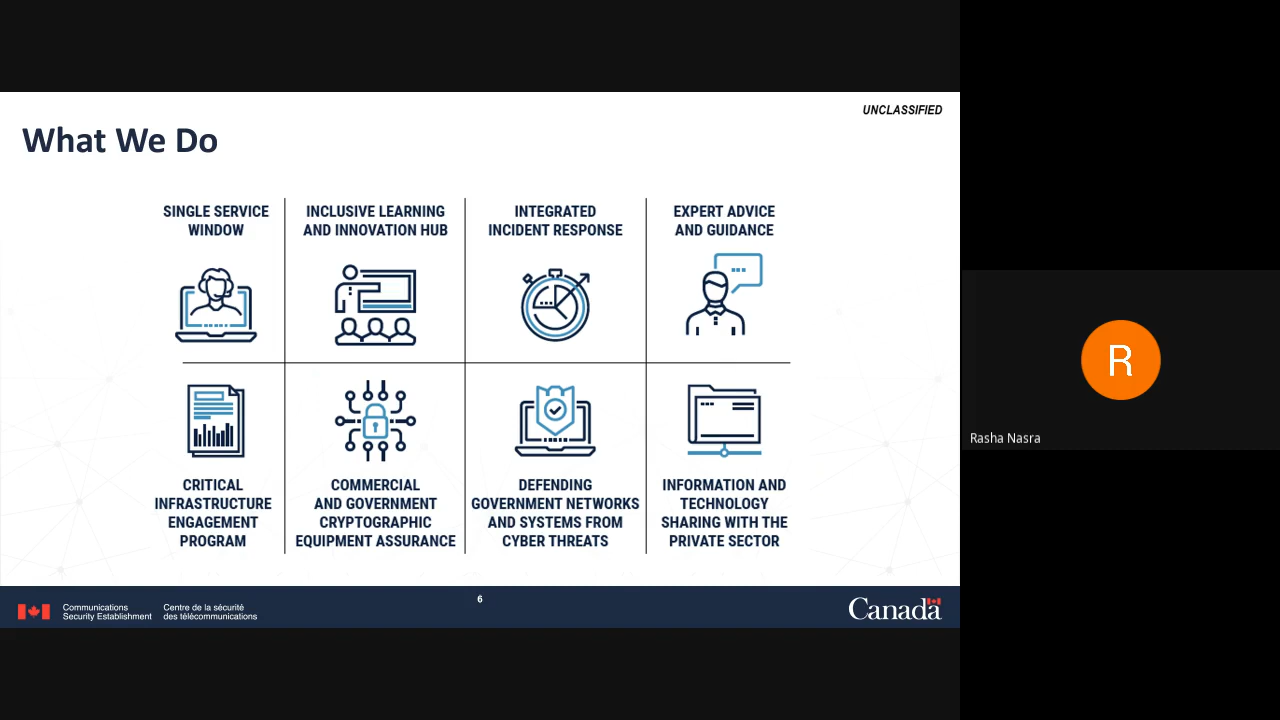 UNCLASSIFIED
What We Do
SINGLE SERVICE
WINDOW
INCLUSIVE LEARNING
AND INNOVATION HUB
INTEGRATED
INCIDENT RESPONSE
EXPERT ADVICE
AND GUIDANCE
CRITICAL
INFRASTRUCTURE
ENGAGEMENT
PROGRAM
COMMERCIAL
AND GOVERNMENT
CRYPTOGRAPHIC
EQUIPMENT ASSURANCE
DEFENDING
GOVERNMENT NETWORKS
AND SYSTEMS FROM
CYBER THREATS
INFORMATION AND
TECHNOLOGY
SHARING WITH THE
PRIVATE SECTOR
Communications
Security Establishment
Centre de la sécurité
des télécommunications
6
Canada
R
Rasha Nasra